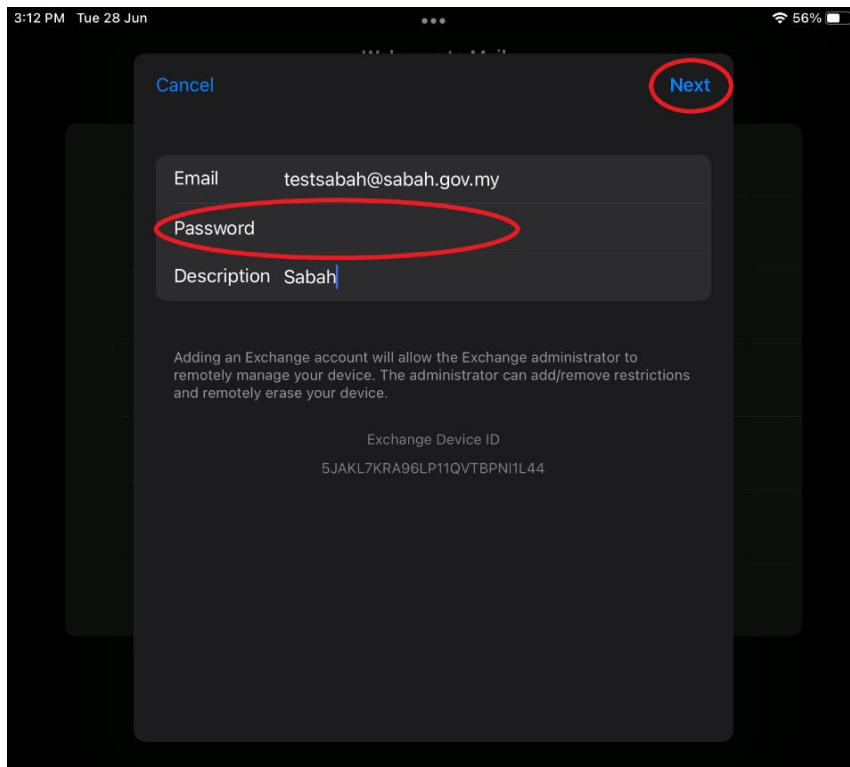 3:12 PM Tue 28 Jun 56%
Cancel Next
Email testsabah@sabah.gov.my
Password
Description Sabah
Adding an Exchange account will allow the Exchange administrator to
remotely manage your device. The administrator can add/remove restrictions
and remotely erase your device.
Exchange Device ID
5JAKL7KRA96LP11QVTBPNI1L44